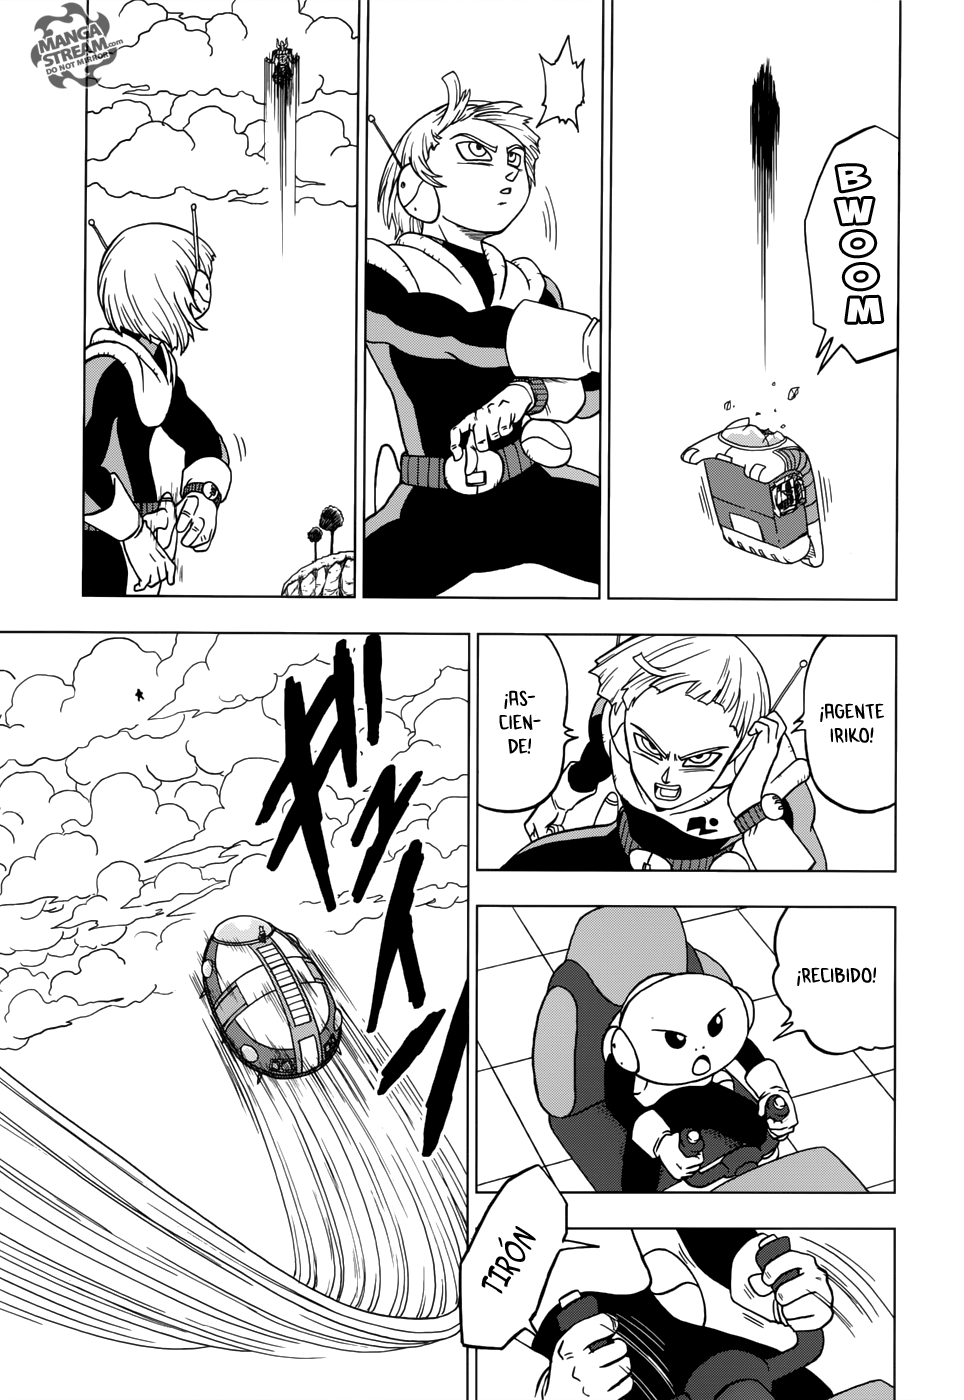 MANGA
STREAM.com
DO NOT MIRROR
BWOOM
¡AGENTE
IRIKO!
¡AS-
CIEN-
DE!
¡RECIBIDO!
TIRÓN